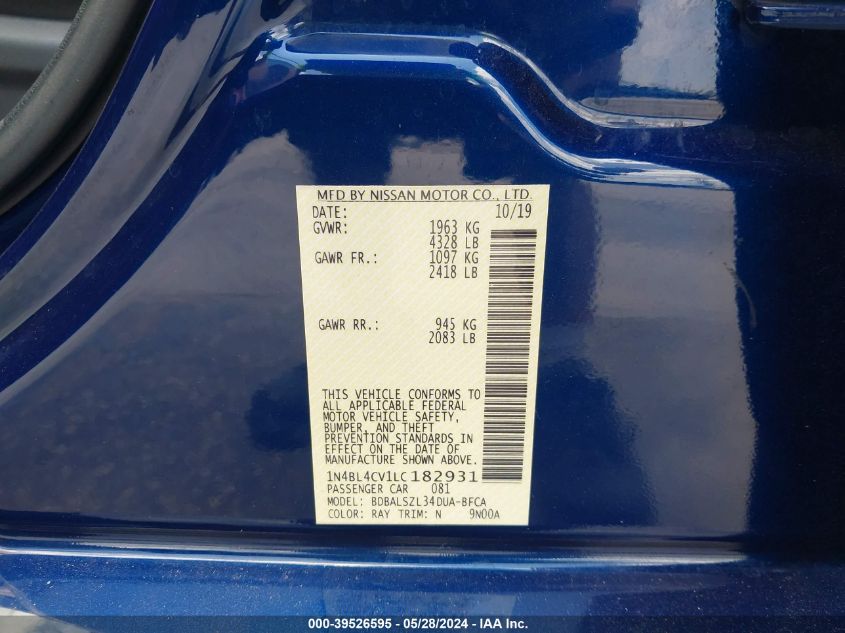 MFD BY NISSAN MOTOR CO., LTD.
DATE: 10/19
GVWR: 1963 KG
4328 LB
GAWR FR.: 1097 KG
2418 LB
GAWR RR.: 945 KG
2083 LB
THIS VEHICLE CONFORMS TO
ALL APPLICABLE FEDERAL
MOTOR VEHICLE SAFETY,
BUMPER, AND THEFT
PREVENTION STANDARDS IN
EFFECT ON THE DATE OF
MANUFACTURE SHOWN ABOVE.
1N4BL4CV1LC182931
PASSENGER CAR 081
MODEL: BDBALSZL34DUA-BFCA
COLOR: RAY TRIM: N 9N00A
000-39526595 - 05/28/2024 - IAAI.com